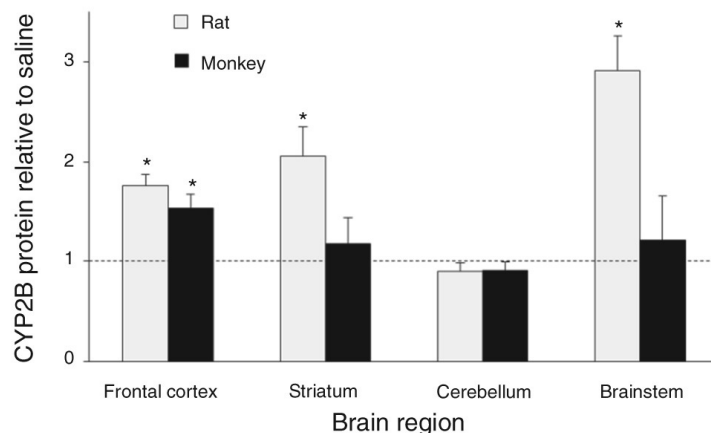 CYP2B protein relative to saline
3
2
1
0
Rat
Monkey
*
*
*
*
Frontal cortex
Striatum
Cerebellum
Brainstem
Brain region